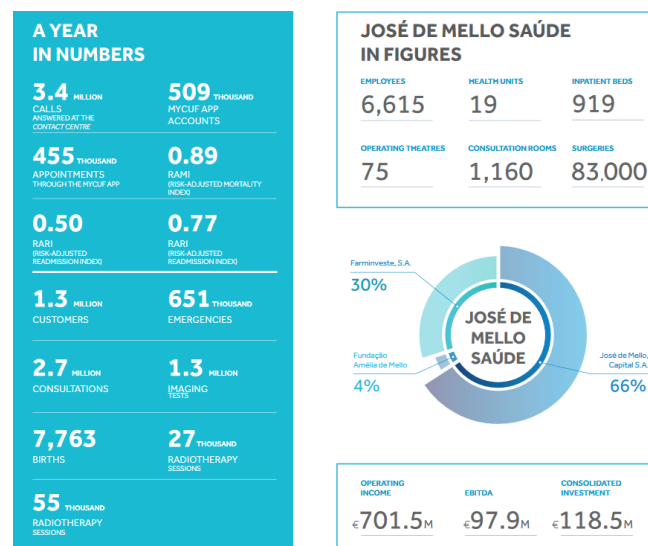 A YEAR
IN NUMBERS
3.4 MILLION
CALLS
ANSWERED AT THE
CONTACT CENTRE
509 THOUSAND
MYCUF APP
ACCOUNTS
455 THOUSAND
APPOINTMENTS
THROUGH THE MYCUF APP
0.89
RAMI
(RISK-ADJUSTED MORTALITY
INDEX)
0.50
RARI
(RISK-ADJUSTED
READMISSION INDEX)
0.77
RARI
(RISK-ADJUSTED
READMISSION INDEX)
1.3 MILLION
CUSTOMERS
651 THOUSAND
EMERGENCIES
2.7 MILLION
CONSULTATIONS
1.3 MILLION
IMAGING
TESTS
7,763
BIRTHS
27 THOUSAND
RADIOTHERAPY
SESSIONS
55 THOUSAND
RADIOTHERAPY
SESSIONS
JOSÉ DE MELLO SAÚDE
IN FIGURES
EMPLOYEES
6,615
HEALTH UNITS
19
INPATIENT BEDS
919
OPERATING THEATRES
75
CONSULTATION ROOMS
1,160
SURGERIES
83,000
Farminveste, S.A.
30%
JOSÉ DE
MELLO
SAÚDE
Fundação
Amélia de Mello
4%
José de Mello,
Capital S.A.
66%
OPERATING
INCOME
€701.5M
EBITDA
€97.9M
CONSOLIDATED
INVESTMENT
€118.5M